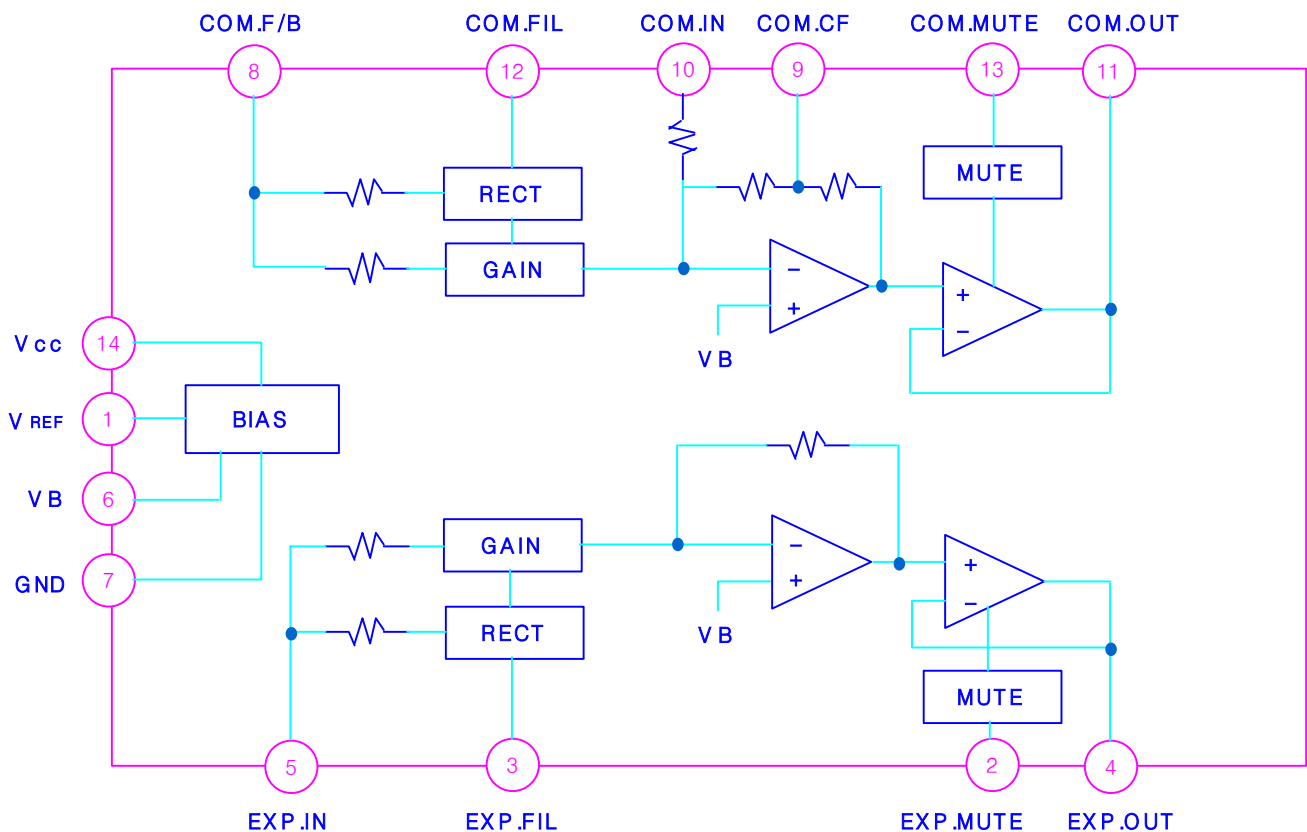 COM.F/B COM.FIL COM.IN COM.CF COM.MUTE COM.OUT
8 12 10 9 13 11
MUTE
RECT
GAIN
− +
+ −
VB
Vcc 14
VREF 1
BIAS
VB 6
GND 7
GAIN
− +
+ −
RECT
VB
MUTE
5 3 2 4
EXP.IN EXP.FIL EXP.MUTE EXP.OUT